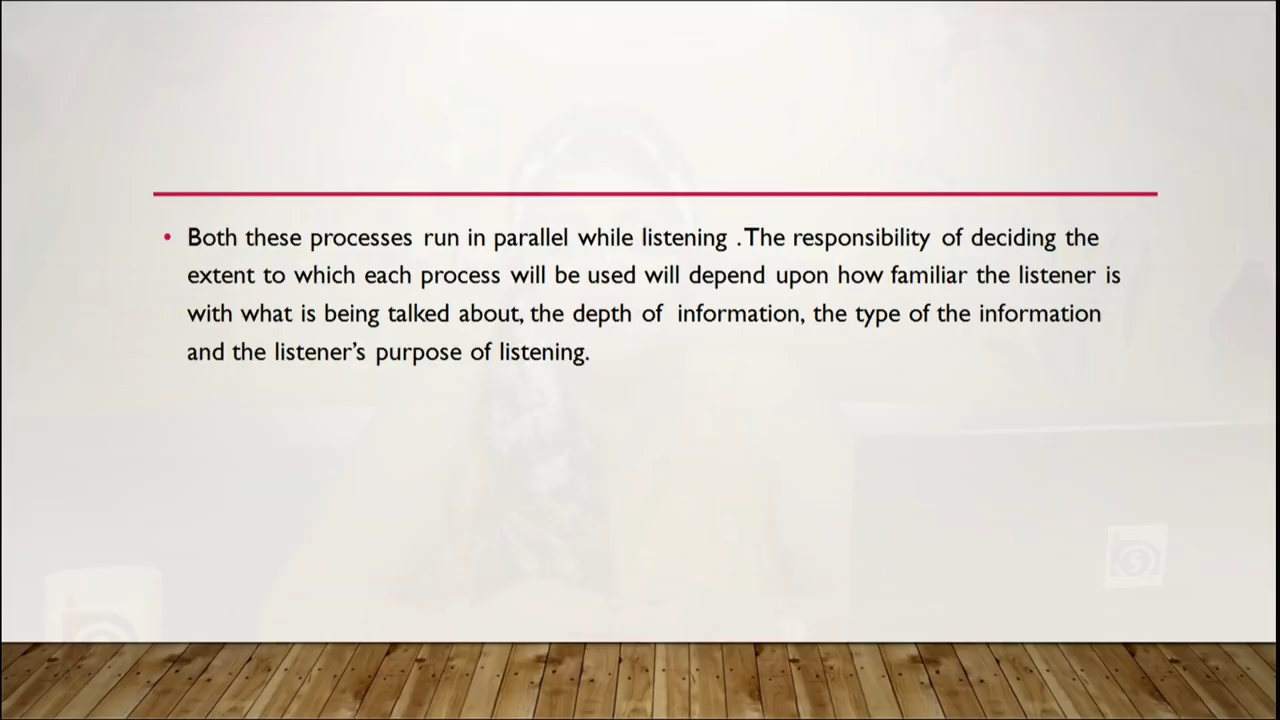 • Both these processes run in parallel while listening .The responsibility of deciding the
extent to which each process will be used will depend upon how familiar the listener is
with what is being talked about, the depth of information, the type of the information
and the listener’s purpose of listening.